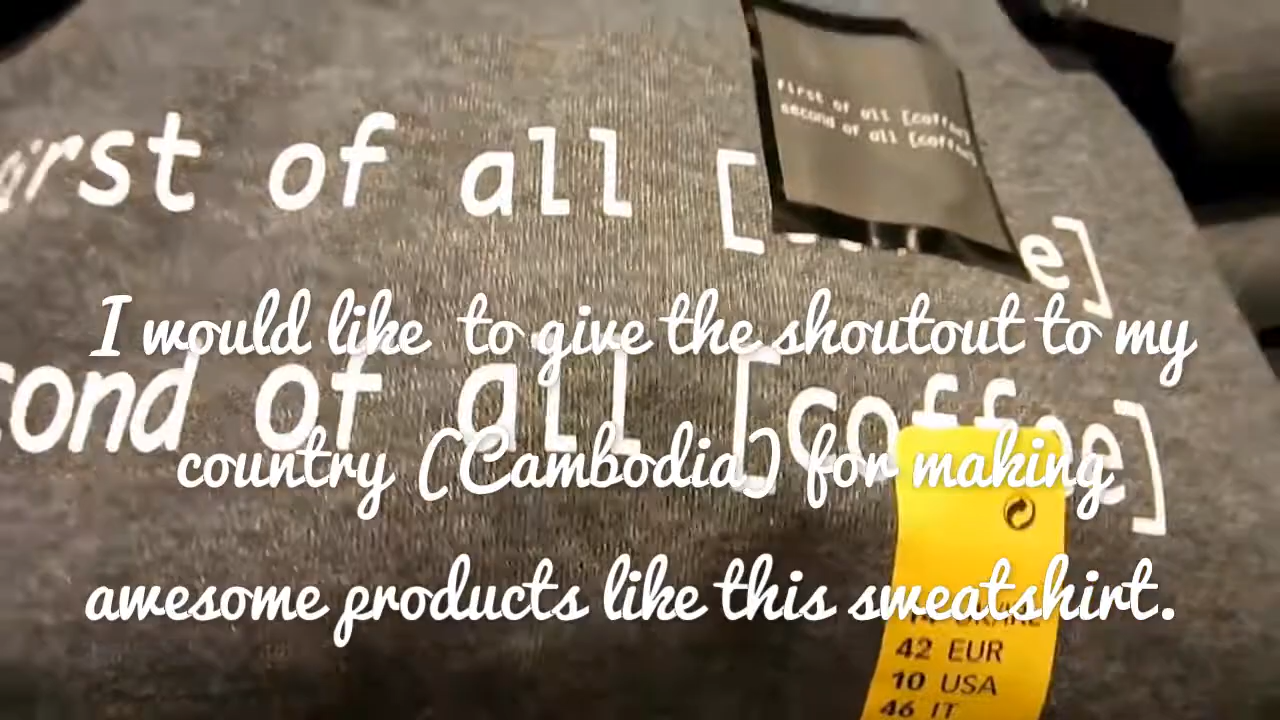 first of all [coffee]
second of all [coffee]
of all [ e]
of all [coffee]
I would like to give the shoutout to my
country (Cambodia) for making
awesome products like this sweatshirt.
42 EUR
10 USA
46 IT